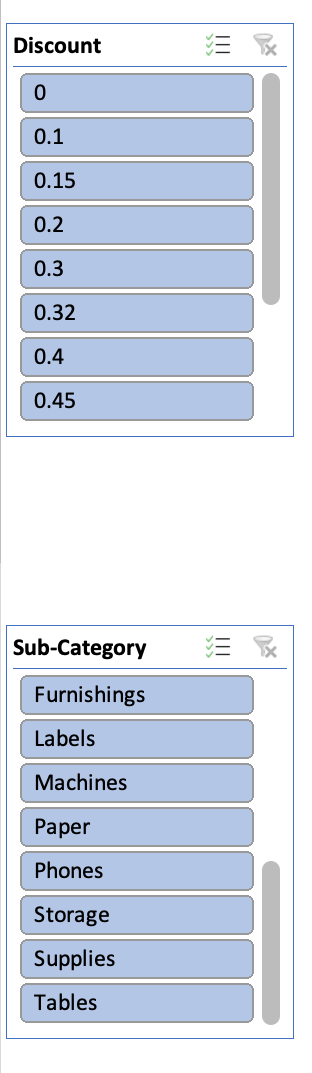 Discount
0
0.1
0.15
0.2
0.3
0.32
0.4
0.45
Sub-Category
Furnishings
Labels
Machines
Paper
Phones
Storage
Supplies
Tables